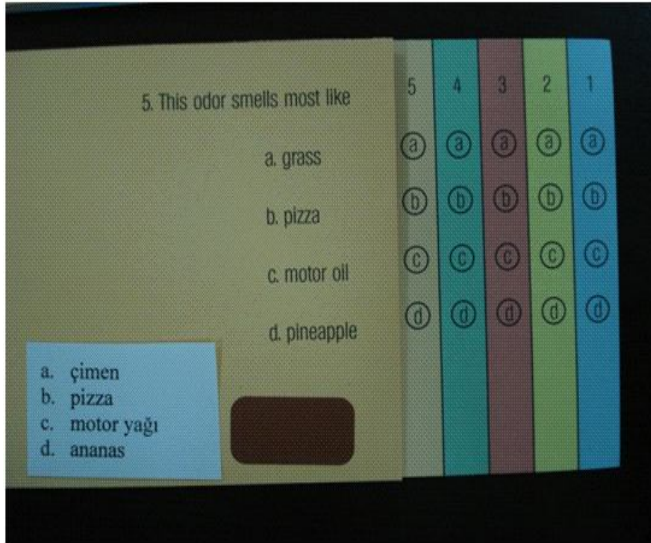 5. This odor smells most like
a. grass
b. pizza
c. motor oil
d. pineapple
5 4 3 2 1
a a a a a
b b b b b
c c c c c
d d d d d
a. çimen
b. pizza
c. motor yağı
d. ananas